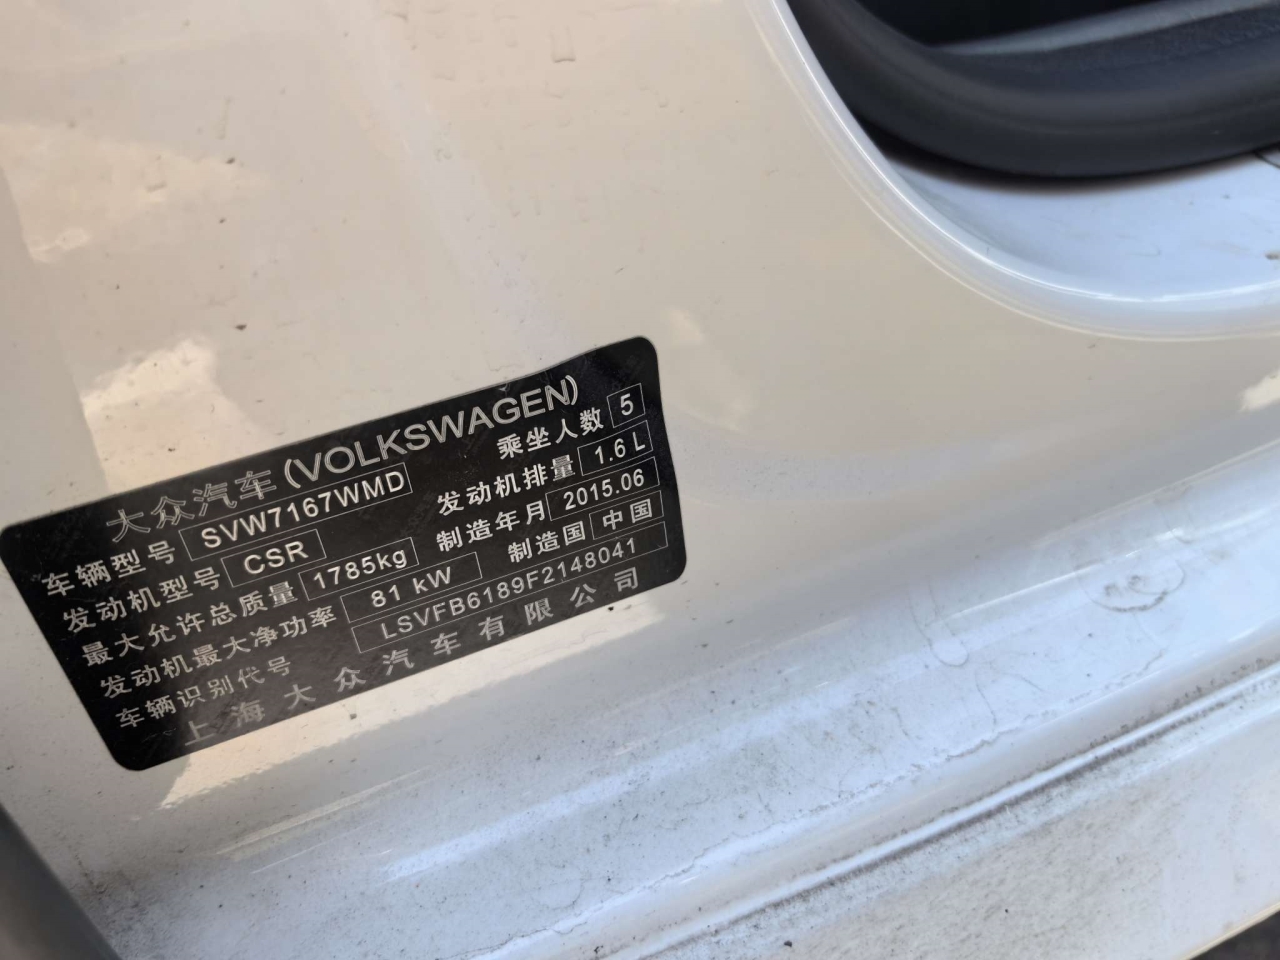 大众汽车(VOLKSWAGEN)
车辆型号 SVW7167WMD 乘坐人数 5
发动机型号 CSR 发动机排量 1.6 L
最大允许总质量 1785kg 制造年月 2015.06
发动机最大净功率 81 kW 制造国 中国
车辆识别代号 LSVFB6189F2148041
上海大众汽车有限公司